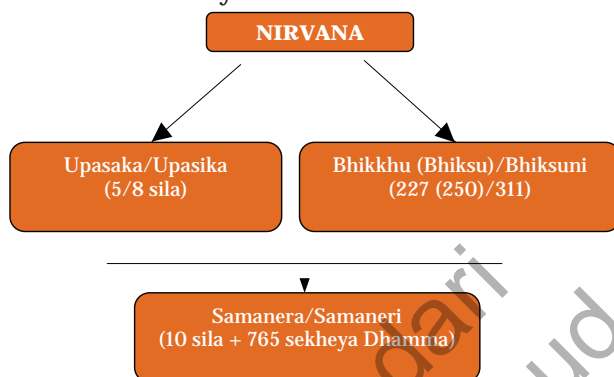 NIRVANA
Upasaka/Upasika
(5/8 sila)
Bhikkhu (Bhiksu)/Bhiksuni
(227 (250)/311)
Samanera/Samaneri
(10 sila + 765 sekheya Dhamma)
dari